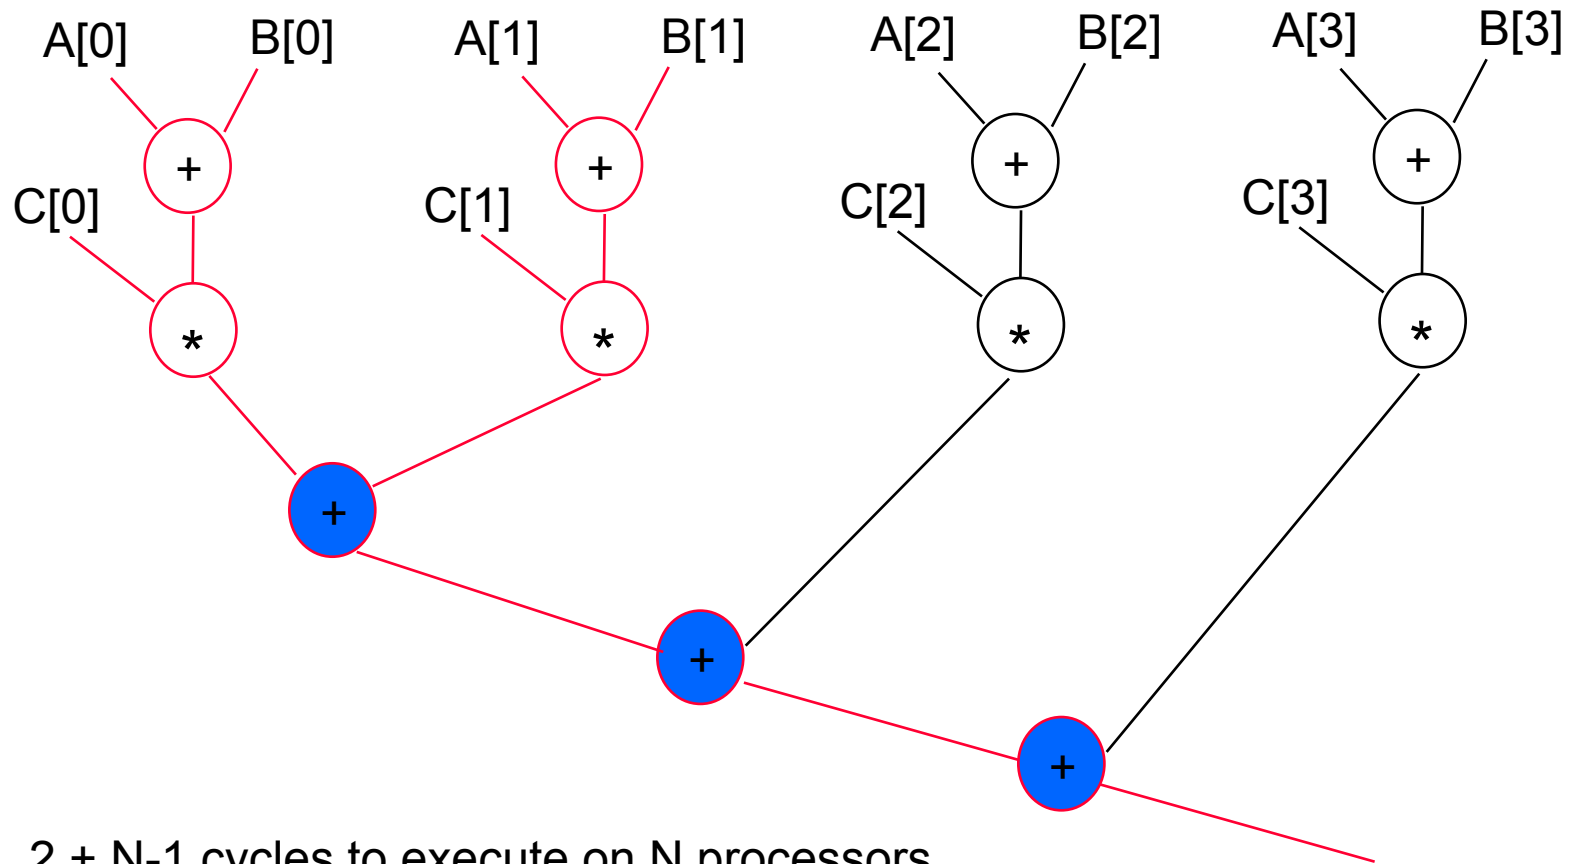 A[0] B[0] A[1] B[1] A[2] B[2] A[3] B[3]
+ + + +
C[0] C[1] C[2] C[3]
* * * *
+
+
+
2 + N-1 cycles to execute on N processors